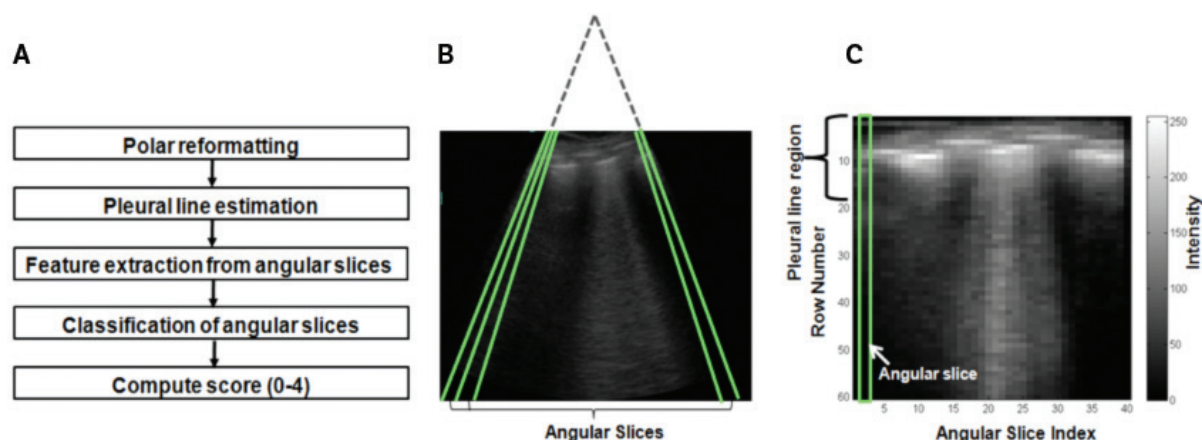 A
Polar reformatting
Pleural line estimation
Feature extraction from angular slices
Classification of angular slices
Compute score (0-4)
B
Angular Slices
C
Pleural line region
Row Number
10
20
30
40
50
60
Angular slice
5
10
15
20
25
30
35
40
Angular Slice Index
250
200
150
100
50
0
Intensity